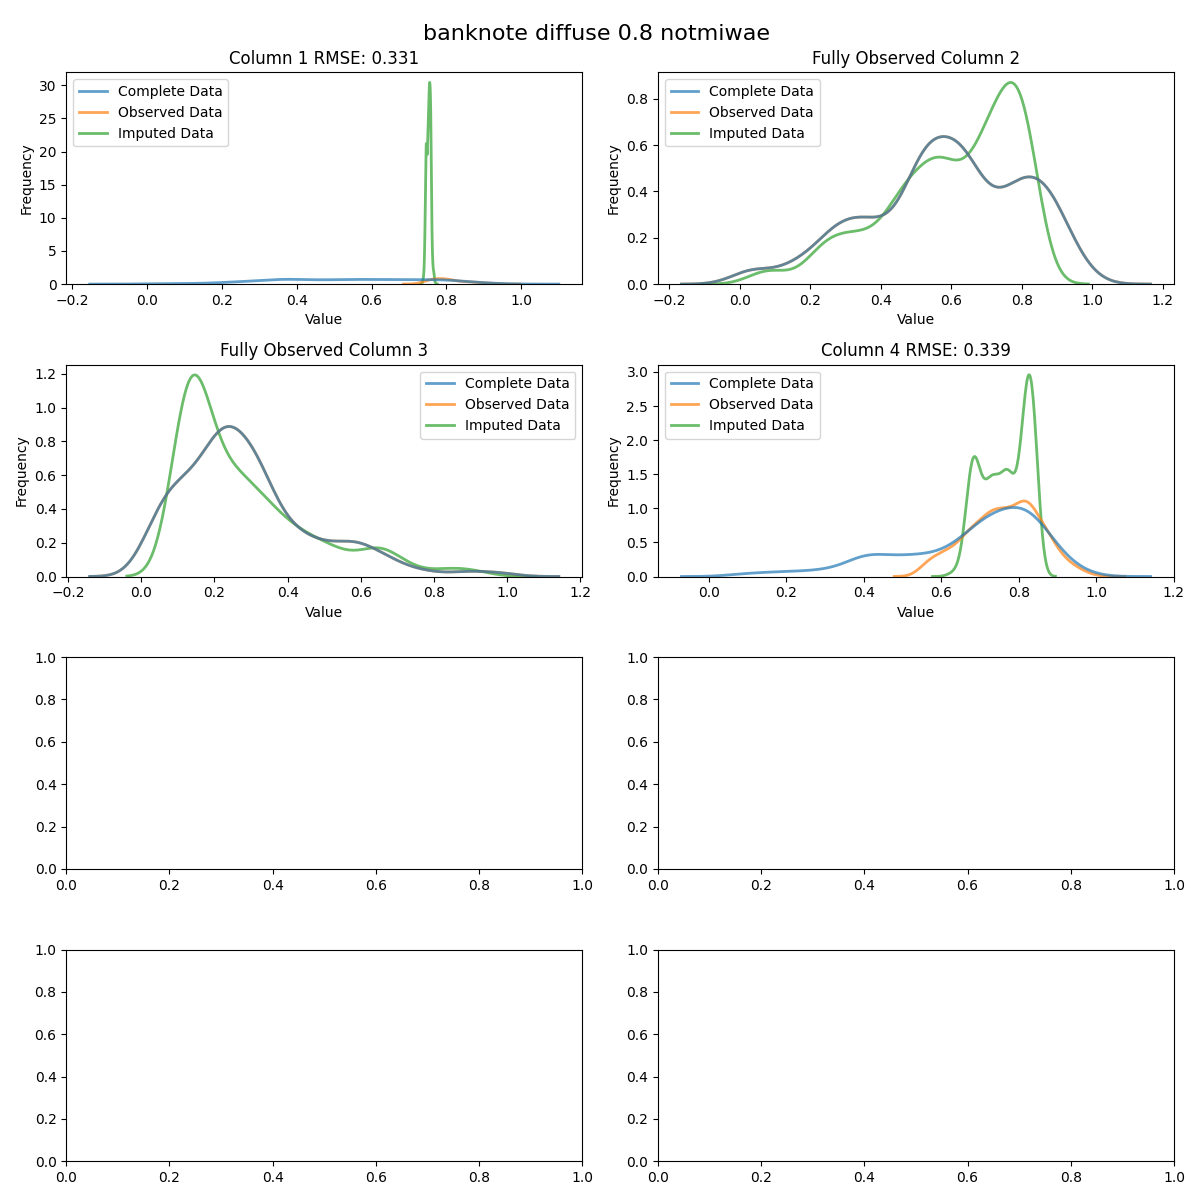 banknote diffuse 0.8 notmiwae
Column 1 RMSE: 0.331
Complete Data
Observed Data
Imputed Data
Frequency
30
25
20
15
10
5
0
−0.2 0.0 0.2 0.4 0.6 0.8 1.0
Value
Fully Observed Column 2
Complete Data
Observed Data
Imputed Data
Frequency
0.8
0.6
0.4
0.2
0.0
−0.2 0.0 0.2 0.4 0.6 0.8 1.0 1.2
Value
Fully Observed Column 3
Complete Data
Observed Data
Imputed Data
Frequency
1.2
1.0
0.8
0.6
0.4
0.2
0.0
−0.2 0.0 0.2 0.4 0.6 0.8 1.0 1.2
Value
Column 4 RMSE: 0.339
Complete Data
Observed Data
Imputed Data
Frequency
3.0
2.5
2.0
1.5
1.0
0.5
0.0
0.0 0.2 0.4 0.6 0.8 1.0 1.2
Value
1.0
0.8
0.6
0.4
0.2
0.0
0.0 0.2 0.4 0.6 0.8 1.0
1.0
0.8
0.6
0.4
0.2
0.0
0.0 0.2 0.4 0.6 0.8 1.0
1.0
0.8
0.6
0.4
0.2
0.0
0.0 0.2 0.4 0.6 0.8 1.0
1.0
0.8
0.6
0.4
0.2
0.0
0.0 0.2 0.4 0.6 0.8 1.0